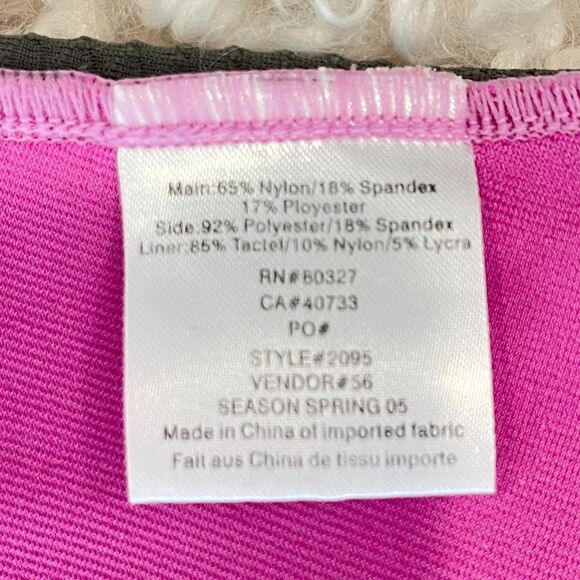 Main:65% Nylon/18% Spandex
17% Ployester
Side:92% Polyester/18% Spandex
Liner:85% Tactel/10% Nylon/5% Lycra
RN#60327
CA#40733
PO#
STYLE#2095
VENDOR#56
SEASON SPRING 05
Made in China of imported fabric
Fait aus China de tissu importe